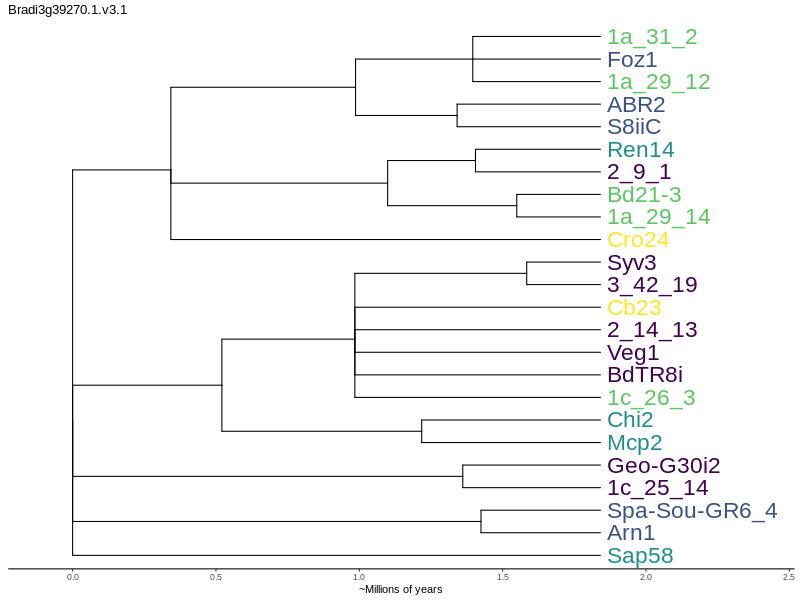 Bradi3g39270.1.v3.1
1a_31_2
Foz1
1a_29_12
ABR2
S8iiC
Ren14
2_9_1
Bd21-3
1a_29_14
Cro24
Syv3
3_42_19
Cb23
2_14_13
Veg1
BdTR8i
1c_26_3
Chi2
Mcp2
Geo-G30i2
1c_25_14
Spa-Sou-GR6_4
Arn1
Sap58
0.0 0.5 1.0 1.5 2.0 2.5
~Millions of years